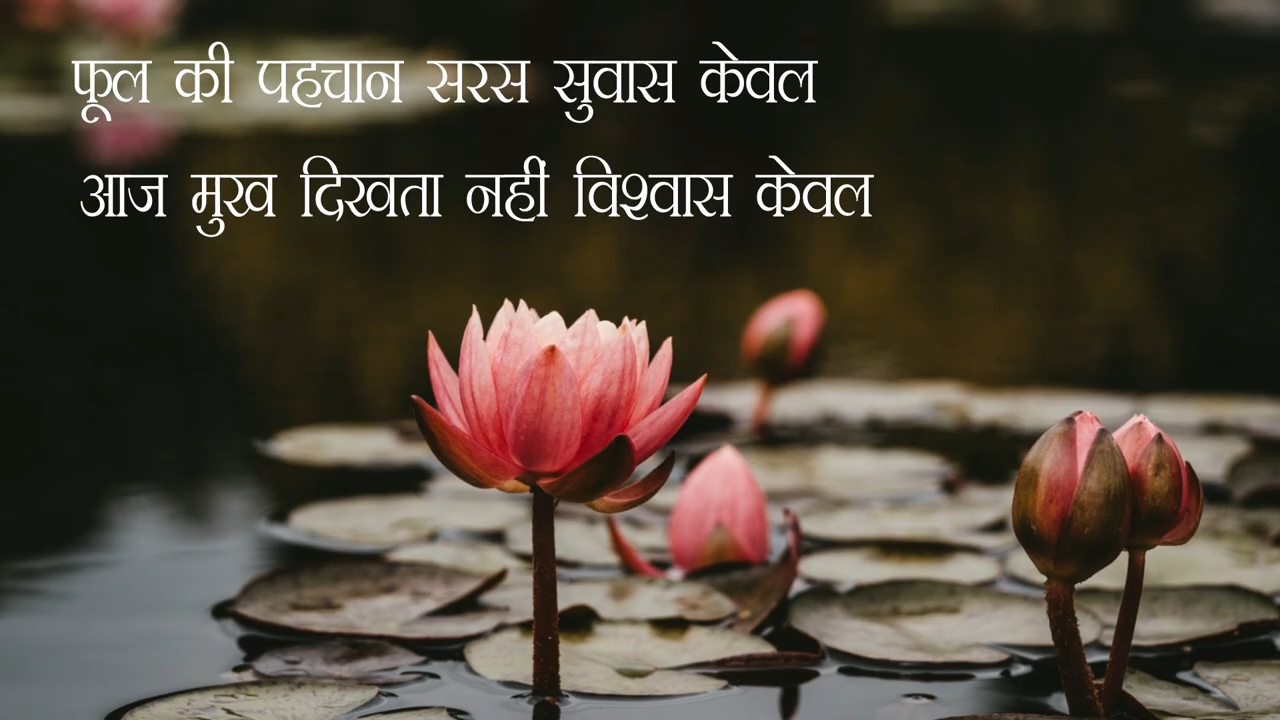 फूल की पहचान सरस सुवास केवल
आज मुख दिखता नहीं विश्वास केवल